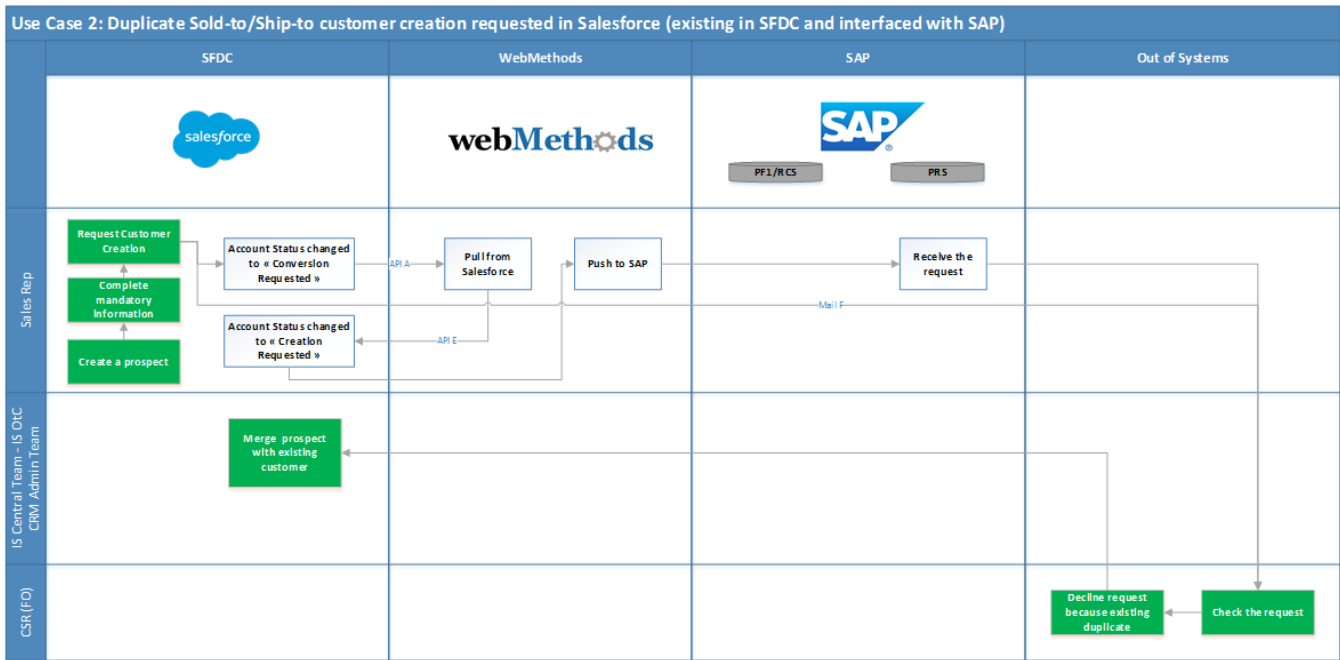 Use Case 2: Duplicate Sold-to/Ship-to customer creation requested in Salesforce (existing in SFDC and interfaced with SAP)
SFDC
WebMethods
SAP
Out of Systems
salesforce
webMethods
SAP
®
PF1/RCS
PR5
Sales Rep
Request Customer
Creation
Complete
mandatory
information
Create a prospect
Account Status changed
to « Conversion
Requested »
API A
Pull from
Salesforce
Push to SAP
Receive the
request
Mail F
Account Status changed
to « Creation
Requested »
API E
IS Central Team - IS OtC
CRM Admin Team
Merge prospect
with existing
customer
CSR (FO)
Decline request
because existing
duplicate
Check the request